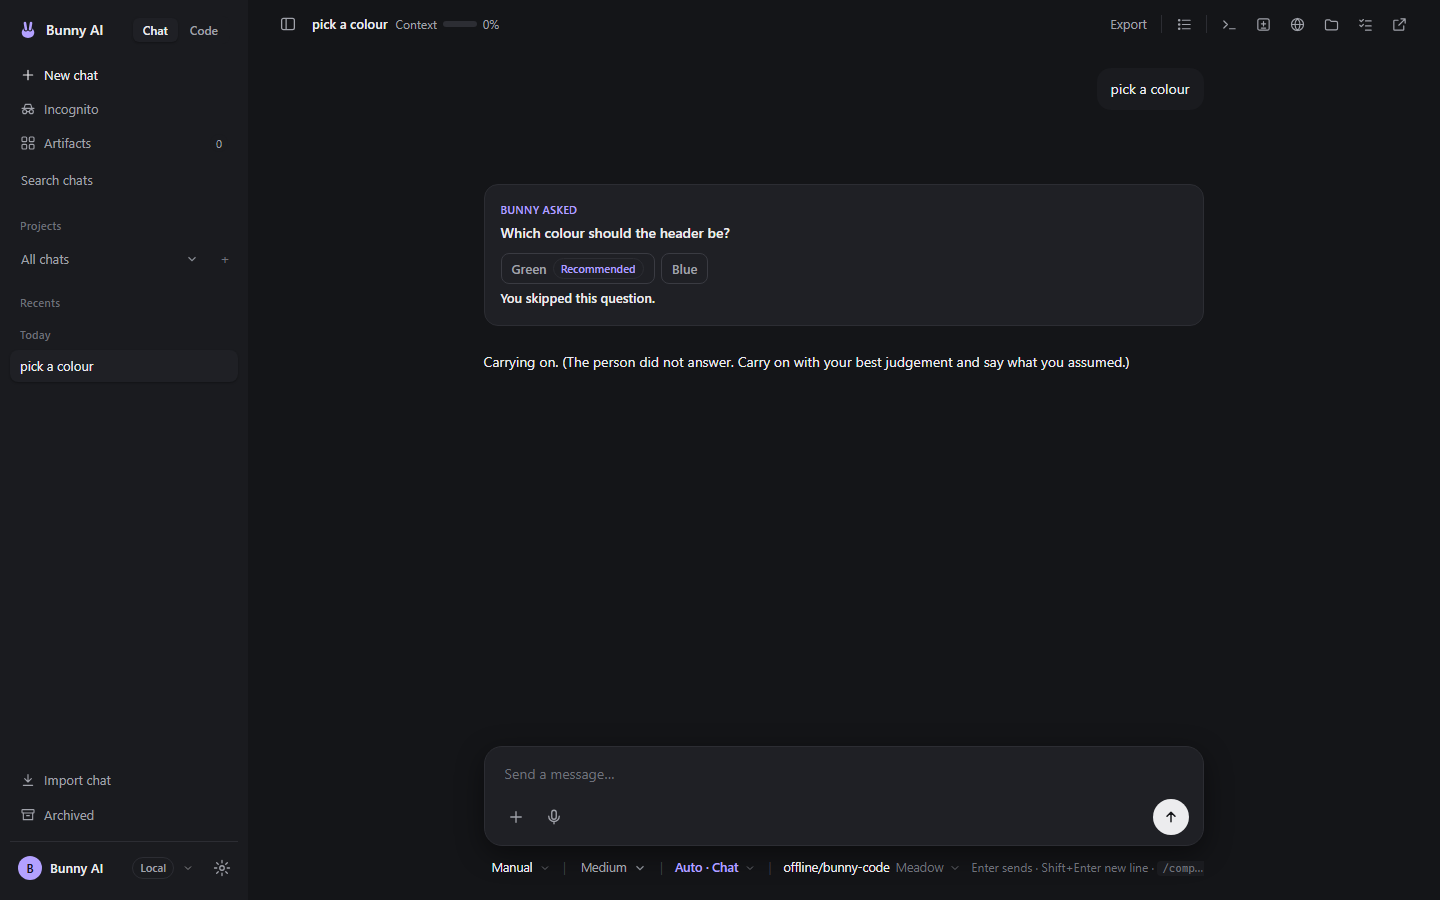 Bunny AI
Chat
Code
New chat
Incognito
Artifacts 0
Search chats
Projects
All chats +
Recents
Today
pick a colour
Import chat
Archived
B Bunny AI Local
pick a colour Context 0%
Export
pick a colour
BUNNY ASKED
Which colour should the header be?
Green Recommended Blue
You skipped this question.
Carrying on. (The person did not answer. Carry on with your best judgement and say what you assumed.)
Send a message...
Manual Medium Auto · Chat offline/bunny-code Meadow Enter sends · Shift+Enter new line · /comp...